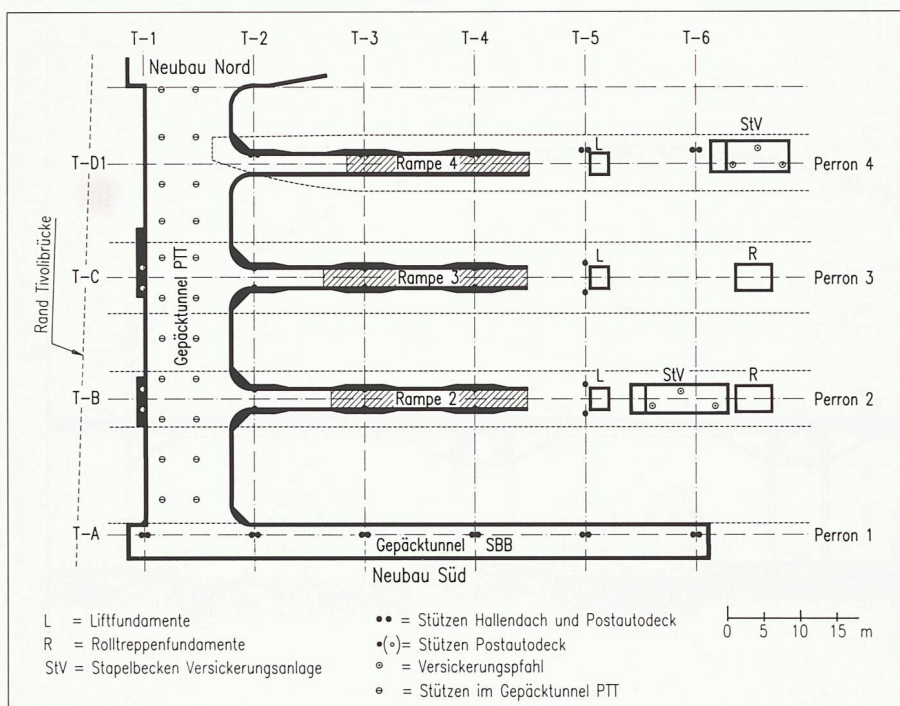 T-1 T-2 T-3 T-4 T-5 T-6
Neubau Nord
StV
T-D1 Rampe 4 L Perron 4
Rand Tivolibrücke
Gepäcktunnel PTT
T-C Rampe 3 L R Perron 3
T-B Rampe 2 L StV R Perron 2
T-A Gepäcktunnel SBB Perron 1
Neubau Süd
L = Liftfundamente
R = Rolltreppenfundamente
StV = Stapelbecken Versickerungsanlage
= Stützen Hallendach und Postautodeck
= Stützen Postautodeck
= Versickerungspfahl
= Stützen im Gepäcktunnel PTT
0 5 10 15 m